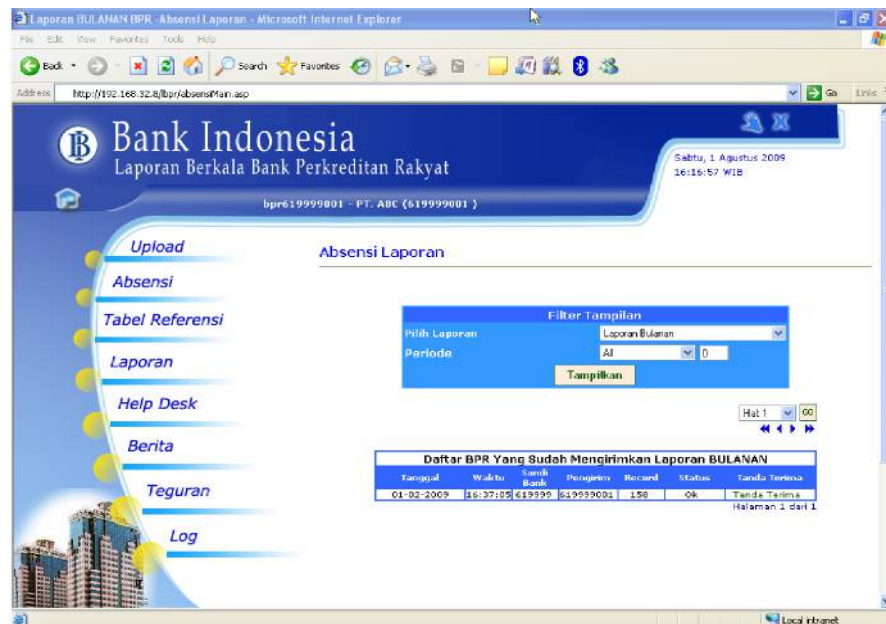 Laporan BULANAN BPR -Absensi Laporan - Microsoft Internet Explorer
File Edit View Favorites Tools Help
Back Search Favorites
Address http://192.168.32.8/lbpr/absensiMain.asp Go Links
Bank Indonesia
Laporan Berkala Bank Perkreditan Rakyat
Sabtu, 1 Agustus 2009
16:16:57 WIB
bpr619999001 - PT. ABC (619999001 )
Upload
Absensi
Tabel Referensi
Laporan
Help Desk
Berita
Teguran
Log
Absensi Laporan
Filter Tampilan
Pilih Laporan Laporan Bulanan
Periode All 0
Tampilkan
Hal: 1 GO
Daftar BPR Yang Sudah Mengirimkan Laporan BULANAN
Tanggal Waktu Sandi Bank Pengirim Record Status Tanda Terima
01-02-2009 16:37:05 619999 619999001 158 Ok Tanda Terima
Halaman 1 dari 1
Local intranet